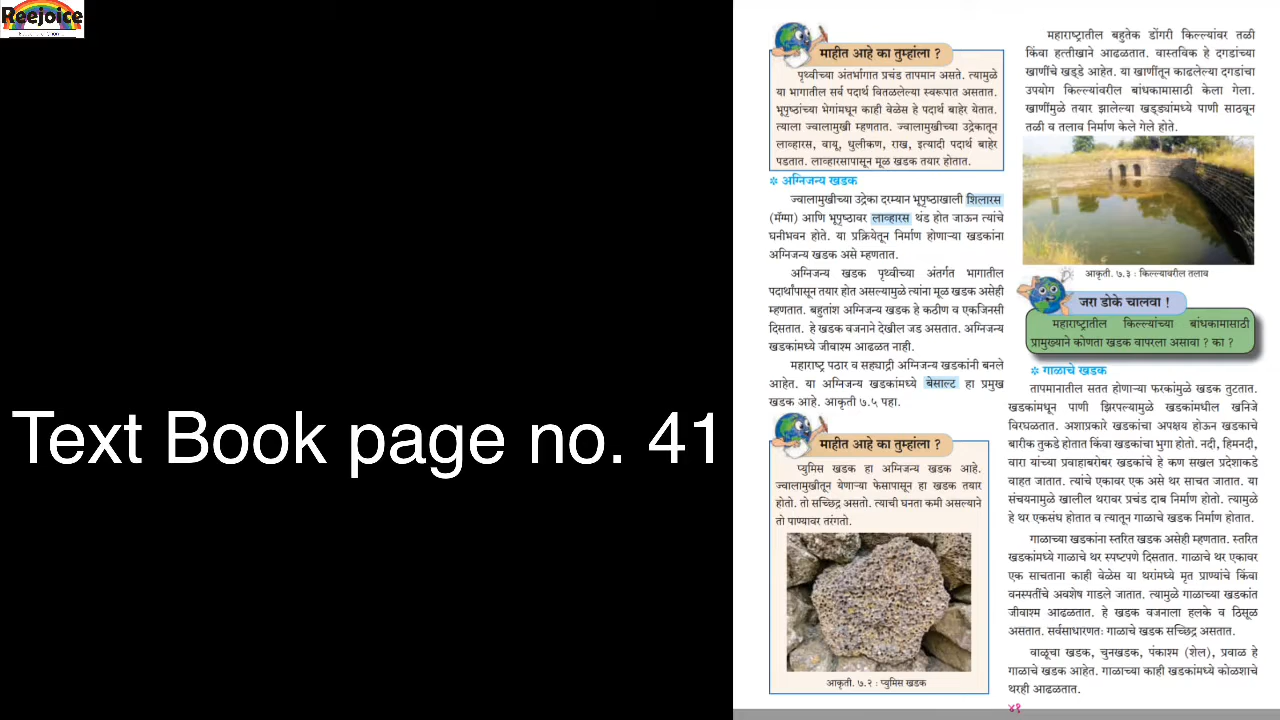 Reejoice
Text Book page no. 41
माहीत आहे का तुम्हांला ?
पृथ्वीच्या अंतर्भागात प्रचंड तापमान असते. त्यामुळे
या भागातील सर्व पदार्थ वितळलेल्या स्वरूपात असतात.
भूपृष्ठांच्या भेगांमधून काही वेळेस हे पदार्थ बाहेर येतात.
त्याला ज्वालामुखी म्हणतात. ज्वालामुखीच्या उद्रेकातून
लाव्हारस, वायू, धुलीकण, राख, इत्यादी पदार्थ बाहेर
पडतात. लाव्हारसापासून मूळ खडक तयार होतात.
* अग्निजन्य खडक
ज्वालामुखीच्या उद्रेका दरम्यान भूपृष्ठाखाली शिलारस
(मॅग्मा) आणि भूपृष्ठावर लाव्हारस थंड होत जाऊन त्यांचे
घनीभवन होते. या प्रक्रियेतून निर्माण होणाऱ्या खडकांना
अग्निजन्य खडक असे म्हणतात.
अग्निजन्य खडक पृथ्वीच्या अंतर्गत भागातील
पदार्थांपासून तयार होत असल्यामुळे त्यांना मूळ खडक असेही
म्हणतात. बहुतांश अग्निजन्य खडक हे कठीण व एकजिनसी
दिसतात. हे खडक वजनाने देखील जड असतात. अग्निजन्य
खडकांमध्ये जीवाश्म आढळत नाही.
महाराष्ट्र पठार व सह्याद्री अग्निजन्य खडकांनी बनले
आहेत. या अग्निजन्य खडकांमध्ये बेसाल्ट हा प्रमुख
खडक आहे. आकृती ७.५ पहा.
माहीत आहे का तुम्हांला ?
प्युमिस खडक हा अग्निजन्य खडक आहे.
ज्वालामुखीतून येणाऱ्या फेसापासून हा खडक तयार
होतो. तो सच्छिद्र असतो. त्याची घनता कमी असल्याने
तो पाण्यावर तरंगतो.
आकृती. ७.२ : प्युमिस खडक
महाराष्ट्रातील बहुतेक डोंगरी किल्ल्यांवर तळी
किंवा हत्तीखाने आढळतात. वास्तविक हे दगडांच्या
खाणींचे खड्डे आहेत. या खाणींतून काढलेल्या दगडांचा
उपयोग किल्ल्यांवरील बांधकामासाठी केला गेला.
खाणींमुळे तयार झालेल्या खड्ड्यांमध्ये पाणी साठवून
तळी व तलाव निर्माण केले गेले होते.
आकृती ७.३ : किल्ल्यावरील तलाव
जरा डोके चालवा !
महाराष्ट्रातील किल्ल्यांच्या बांधकामासाठी
प्रामुख्याने कोणता खडक वापरला असावा ? का ?
* गाळाचे खडक
तापमानातील सतत होणाऱ्या फरकांमुळे खडक तुटतात.
खडकांमधून पाणी झिरपल्यामुळे खडकांमधील खनिजे
विरघळतात. अशाप्रकारे खडकांचा अपक्षय होऊन खडकाचे
बारीक तुकडे होतात किंवा खडकांचा भुगा होतो. नदी, हिमनदी,
वारा यांच्या प्रवाहाबरोबर खडकांचे हे कण सखल प्रदेशाकडे
वाहत जातात. त्यांचे एकावर एक असे थर साचत जातात. या
संचयनामुळे खालील थरावर प्रचंड दाब निर्माण होतो. त्यामुळे
हे थर एकसंघ होतात व त्यातून गाळाचे खडक निर्माण होतात.
गाळाच्या खडकांना स्तरित खडक असेही म्हणतात. स्तरित
खडकांमध्ये गाळाचे थर स्पष्टपणे दिसतात. गाळाचे थर एकावर
एक साचताना काही वेळेस या थरांमध्ये मृत प्राण्यांचे किंवा
वनस्पतींचे अवशेष गाडले जातात. त्यामुळे गाळाच्या खडकांत
जीवाश्म आढळतात. हे खडक वजनाला हलके व ठिसूळ
असतात. सर्वसाधारणतः गाळाचे खडक सच्छिद्र असतात.
वाळूचा खडक, चुनखडक, पंकाश्म (शेल), प्रवाळ हे
गाळाचे खडक आहेत. गाळाच्या काही खडकांमध्ये कोळशाचे
थरही आढळतात.
४१